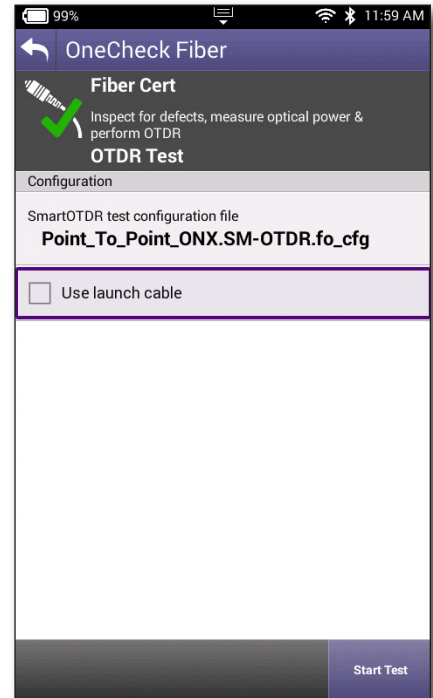 99%
11:59 AM
OneCheck Fiber
Fiber Cert
Inspect for defects, measure optical power &
perform OTDR
OTDR Test
Configuration
SmartOTDR test configuration file
Point_To_Point_ONX.SM-OTDR.fo_cfg
Use launch cable
Start Test